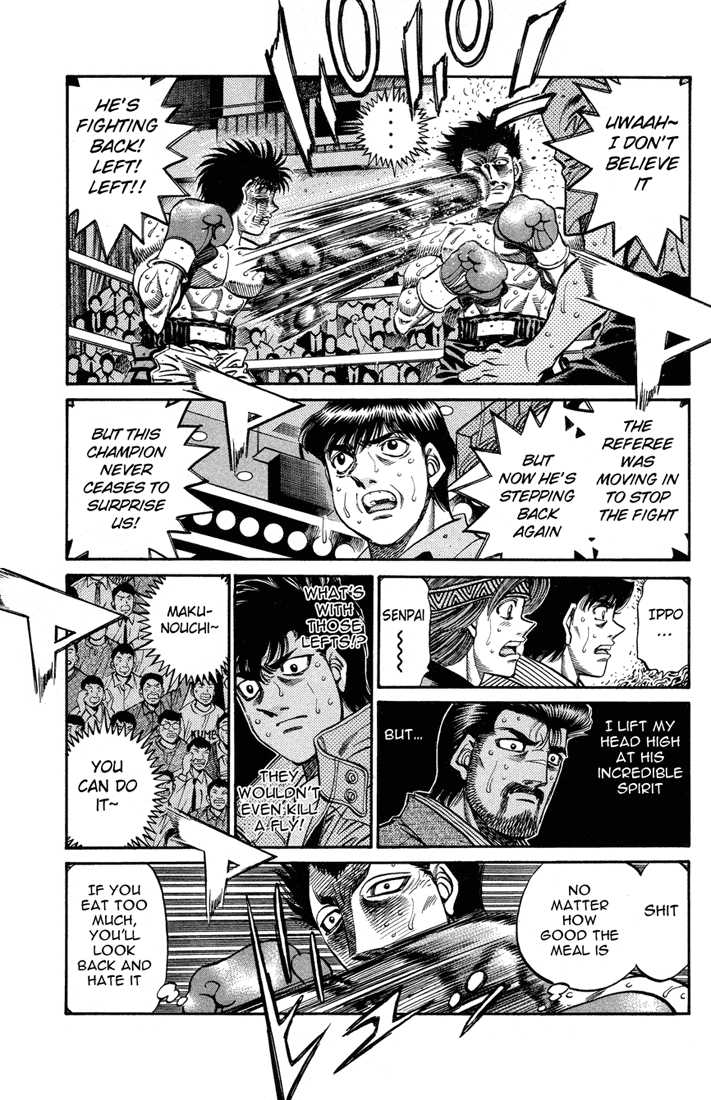 UWAAH~
I DON'T
BELIEVE
IT
....
HE'S
FIGHTING
BACK!
LEFT!
LEFT!!
THE
REFEREE
WAS
MOVING IN
TO STOP
THE FIGHT
BUT
NOW HE'S
STEPPING
BACK
AGAIN
BUT THIS
CHAMPION
NEVER
CEASES TO
SURPRISE
US!
IPPO
...
SENPAI
I LIFT MY
HEAD HIGH
AT HIS
INCREDIBLE
SPIRIT
BUT...
WHAT'S
WITH
THOSE
LEFTS!?
THEY
WOULDN'T
EVEN KILL
A FLY!
MAKU-
NOUCHI~
KUME
YOU
CAN DO
IT~
SHIT
NO
MATTER
HOW
GOOD THE
MEAL IS
IF YOU
EAT TOO
MUCH,
YOU'LL
LOOK
BACK AND
HATE IT